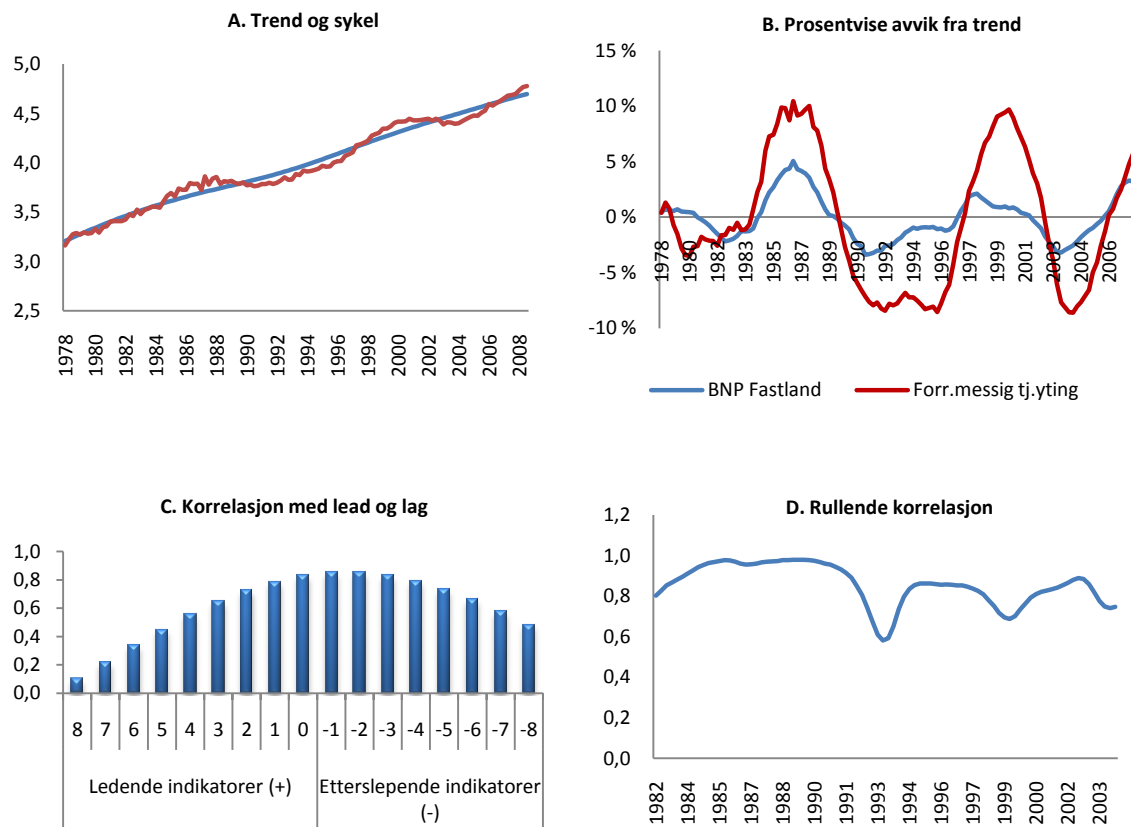 A. Trend og sykel
5,0
4,5
4,0
3,5
3,0
2,5
1978 1980 1982 1984 1986 1988 1990 1992 1994 1996 1998 2000 2002 2004 2006 2008
B. Prosentvise avvik fra trend
15 %
10 %
5 %
0 %
-5 %
-10 %
1978 1980 1982 1983 1985 1987 1989 1990 1992 1994 1996 1997 1999 2001 2003 2004 2006
BNP Fastland Forr.messig tj.yting
C. Korrelasjon med lead og lag
1,0
0,8
0,6
0,4
0,2
0,0
8 7 6 5 4 3 2 1 0 -1 -2 -3 -4 -5 -6 -7 -8
Ledende indikatorer (+) Etterslepende indikatorer
(-)
D. Rullende korrelasjon
1,2
1,0
0,8
0,6
0,4
0,2
0,0
1982 1984 1985 1987 1988 1990 1991 1993 1994 1996 1997 1999 2000 2002 2003